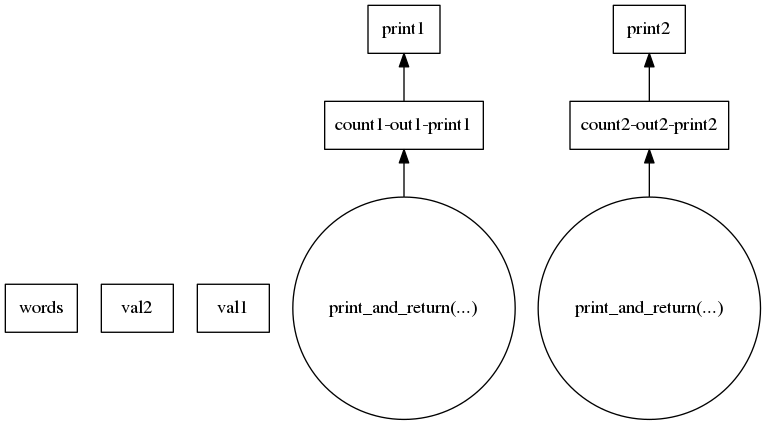 print1
print2
count1-out1-print1
count2-out2-print2
words
val2
val1
print_and_return(...)
print_and_return(...)